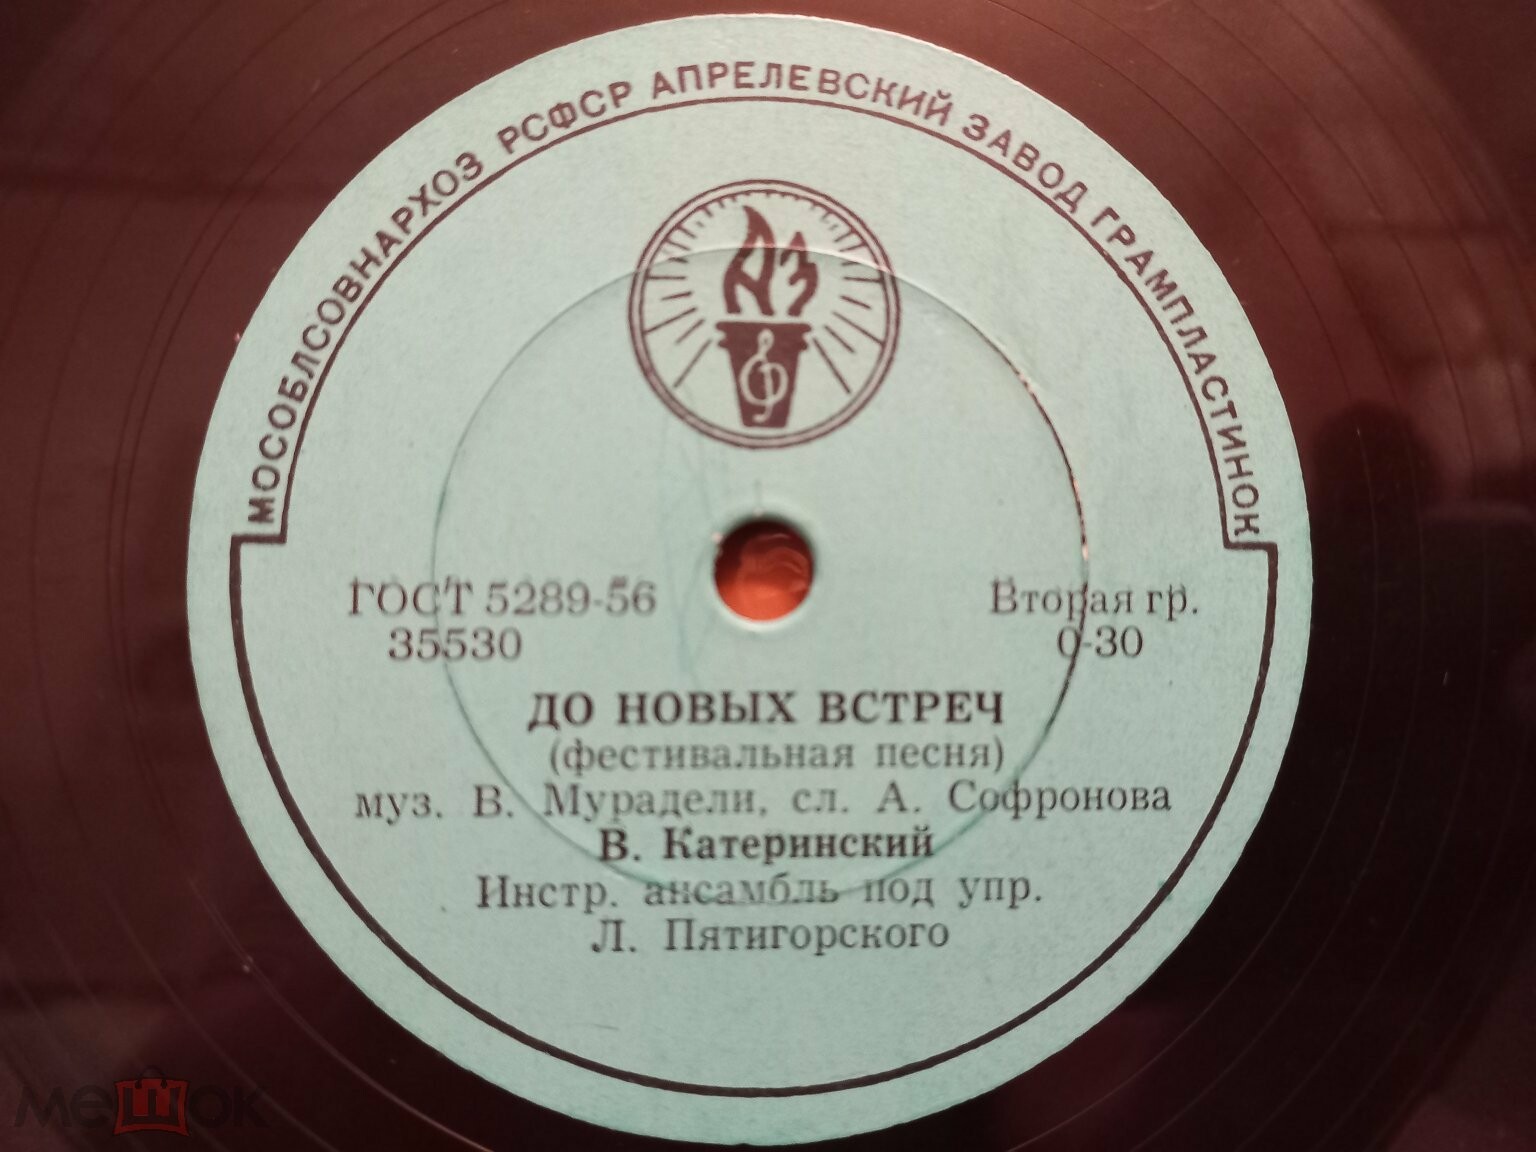 МОСОБЛСОВНАРХОЗ РСФСР АПРЕЛЕВСКИЙ ЗАВОД ГРАМПЛАСТИНОК
АЗ
ГОСТ 5289-56
35530
Вторая гр.
0-30
ДО НОВЫХ ВСТРЕЧ
(фестивальная песня)
муз. В. Мурадели, сл. А. Софронова
В. Катеринский
Инстр. ансамбль под упр.
Л. Пятигорского
мешок